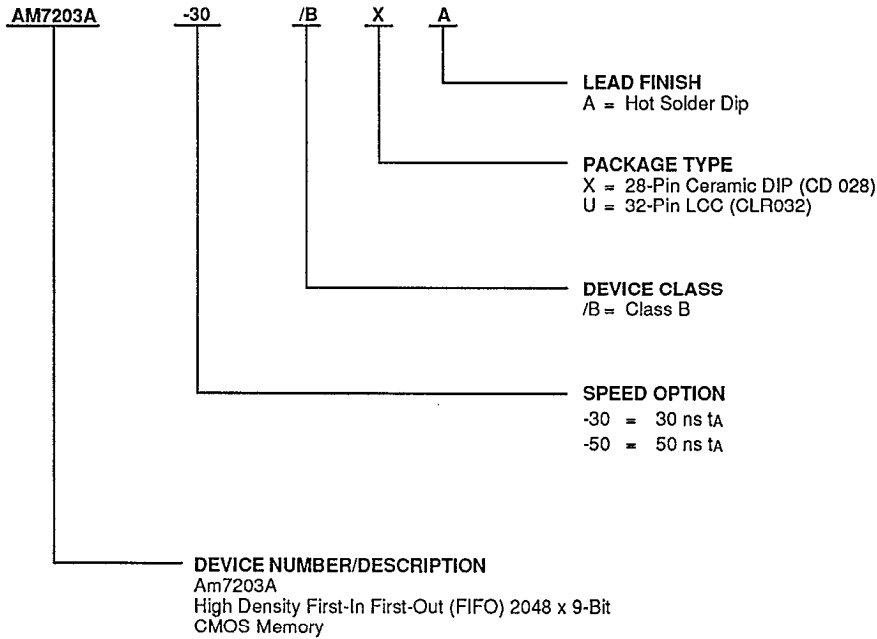 AM7203A -30 /B X A
LEAD FINISH
A = Hot Solder Dip
PACKAGE TYPE
X = 28-Pin Ceramic DIP (CD 028)
U = 32-Pin LCC (CLR032)
DEVICE CLASS
/B = Class B
SPEED OPTION
-30 = 30 ns tA
-50 = 50 ns tA
DEVICE NUMBER/DESCRIPTION
Am7203A
High Density First-In First-Out (FIFO) 2048 x 9-Bit
CMOS Memory